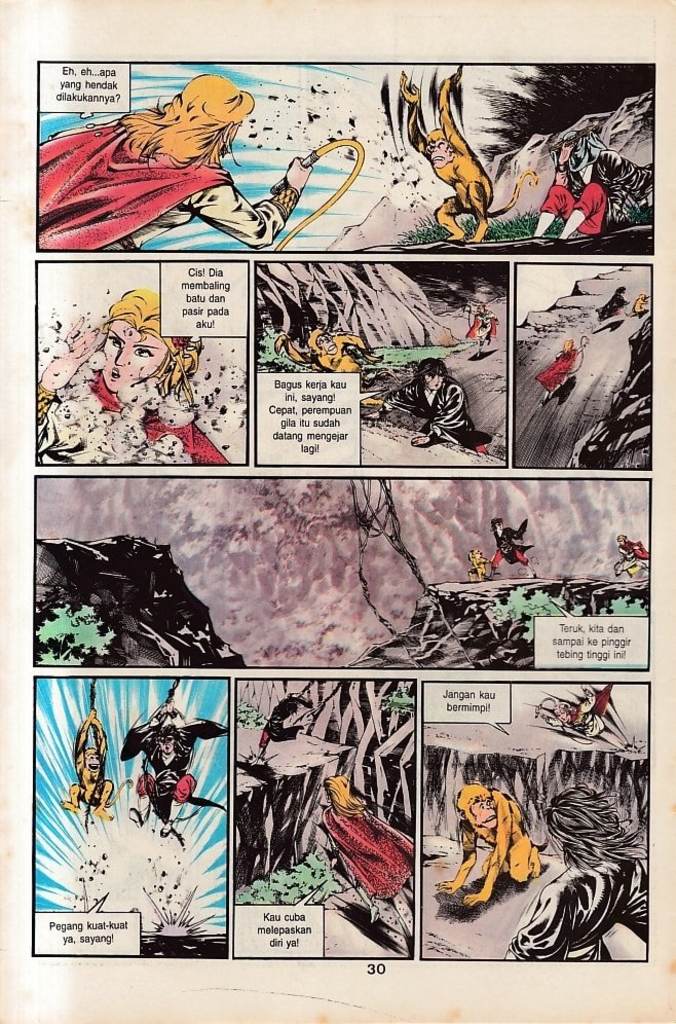 Eh, eh...apa
yang hendak
dilakukannya?
Cis! Dia
membaling
batu dan
pasir pada
aku!
Bagus kerja kau
ini, sayang!
Cepat, perempuan
gila itu sudah
datang mengejar
lagi!
Teruk, kita dan
sampai ke pinggir
tebing tinggi ini!
Pegang kuat-kuat
ya, sayang!
Kau cuba
melepaskan
diri ya!
Jangan kau
bermimpi!
30